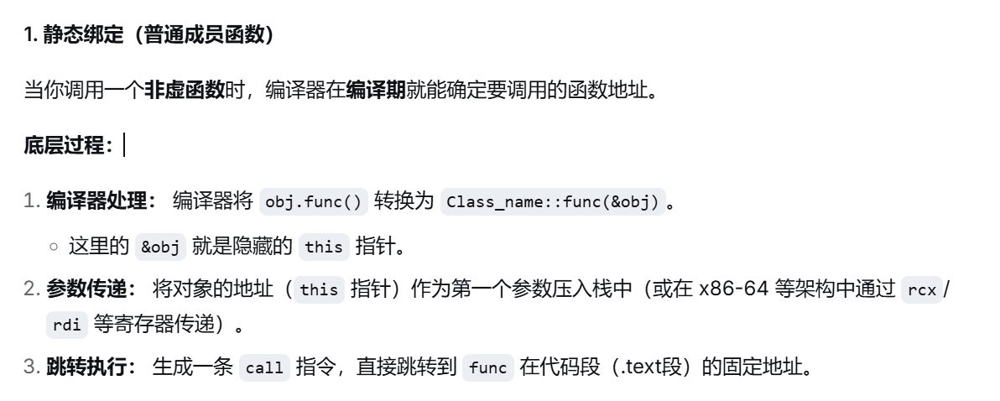 1. 静态绑定（普通成员函数）
当你调用一个非虚函数时，编译器在编译期就能确定要调用的函数地址。
底层过程：
1. 编译器处理： 编译器将 obj.func() 转换为 Class_name::func(&obj)。
○ 这里的 &obj 就是隐藏的 this 指针。
2. 参数传递： 将对象的地址（this 指针）作为第一个参数压入栈中（或在 x86-64 等架构中通过 rcx/
rdi 等寄存器传递）。
3. 跳转执行： 生成一条 call 指令，直接跳转到 func 在代码段（.text段）的固定地址。